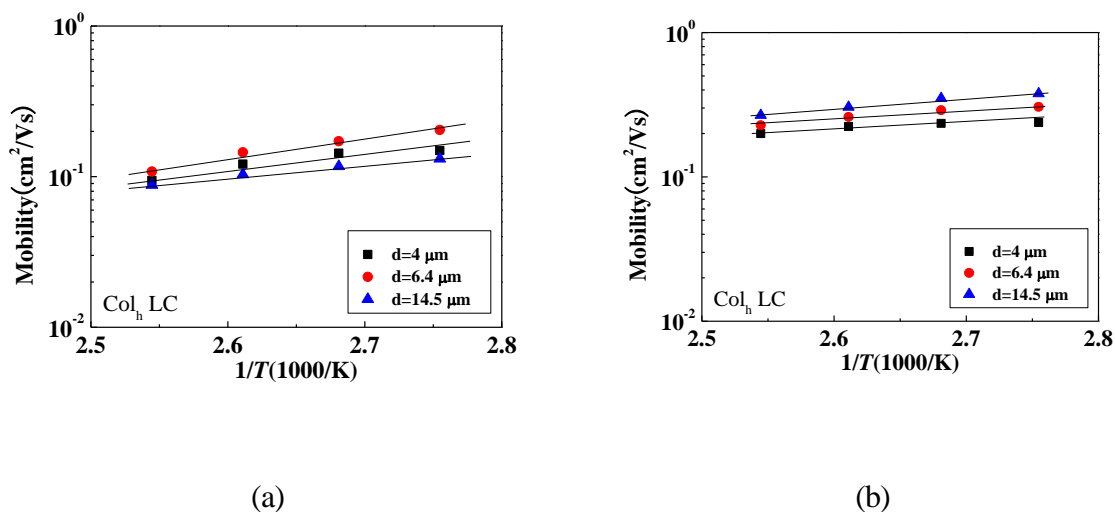 10⁰
10⁻¹
10⁻²
Mobility(cm²/Vs)
d=4 μm
d=6.4 μm
d=14.5 μm
Colₕ LC
2.5 2.6 2.7 2.8
1/T(1000/K)
(a)
10⁰
10⁻¹
10⁻²
Mobility(cm²/Vs)
d=4 μm
d=6.4 μm
d=14.5 μm
Colₕ LC
2.5 2.6 2.7 2.8
1/T(1000/K)
(b)